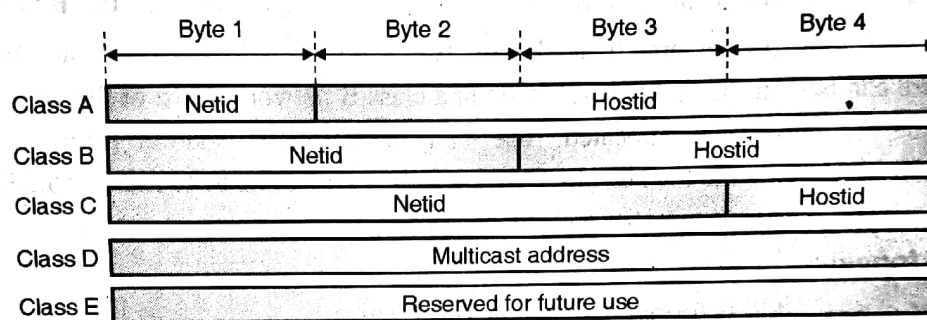 Byte 1 Byte 2 Byte 3 Byte 4
Class A Netid Hostid
Class B Netid Hostid
Class C Netid Hostid
Class D Multicast address
Class E Reserved for future use